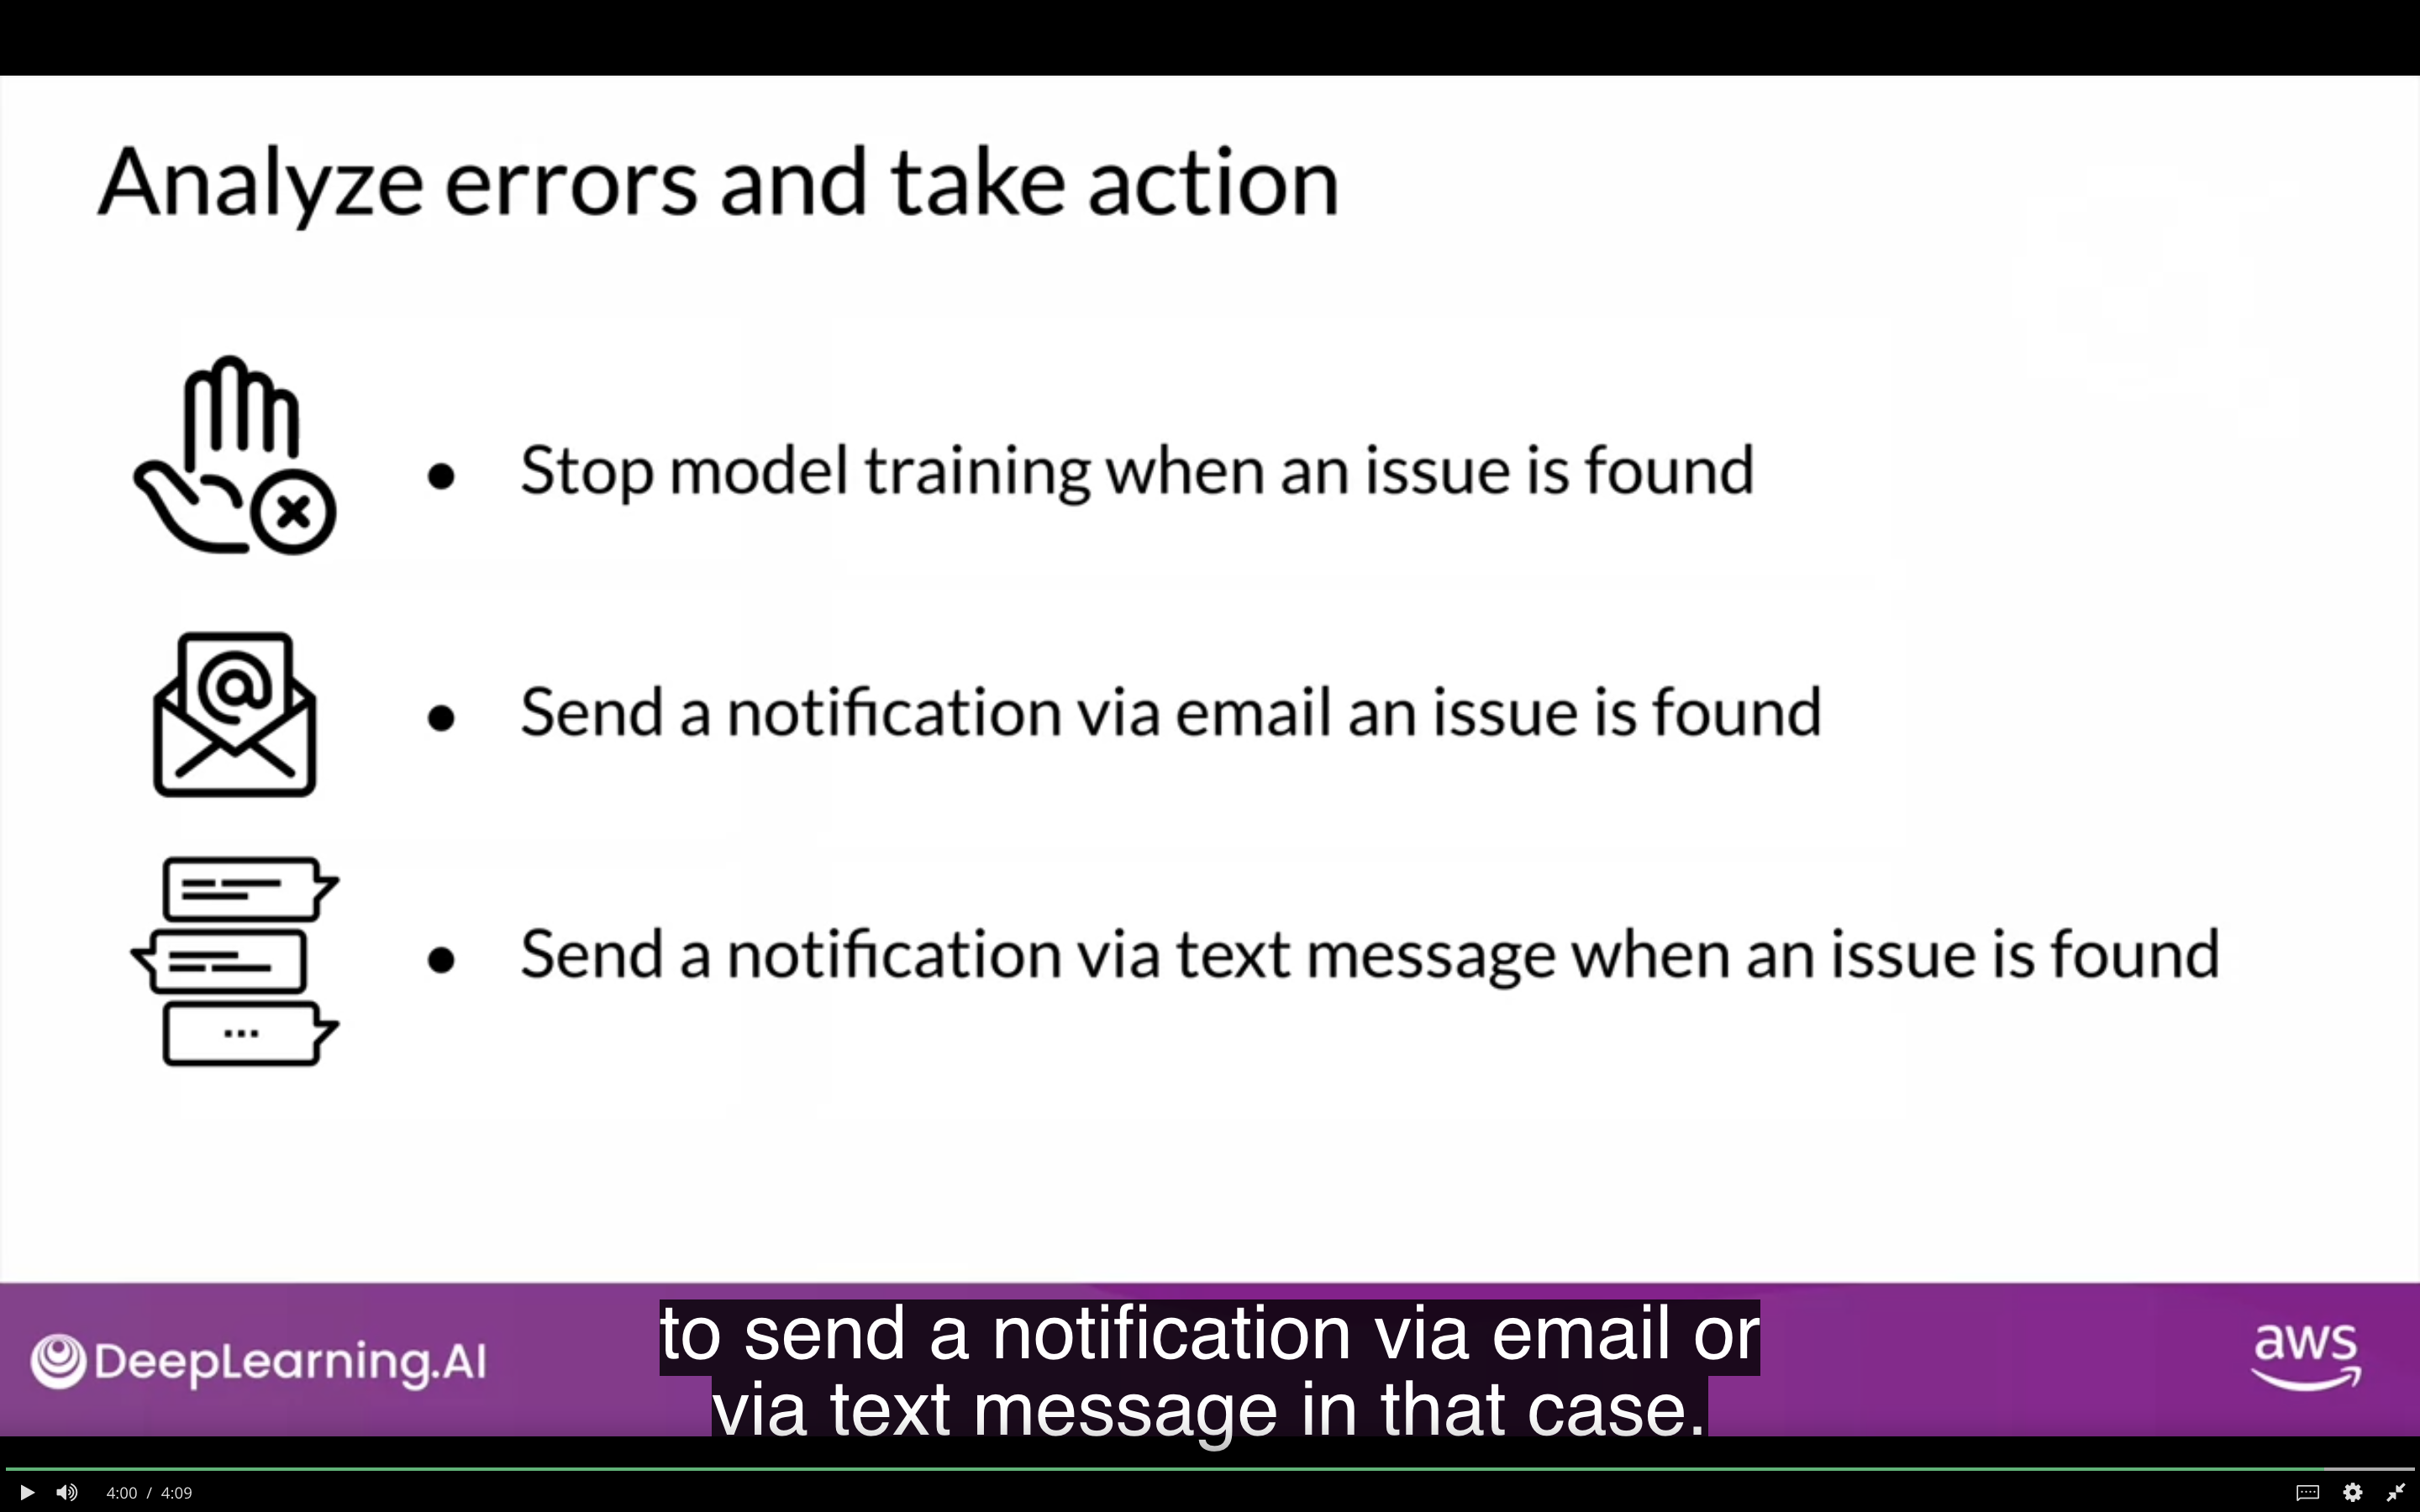 Analyze errors and take action
• Stop model training when an issue is found
• Send a notification via email an issue is found
• Send a notification via text message when an issue is found
DeepLearning.AI
to send a notification via email or
via text message in that case.
aws
4:00 / 4:09